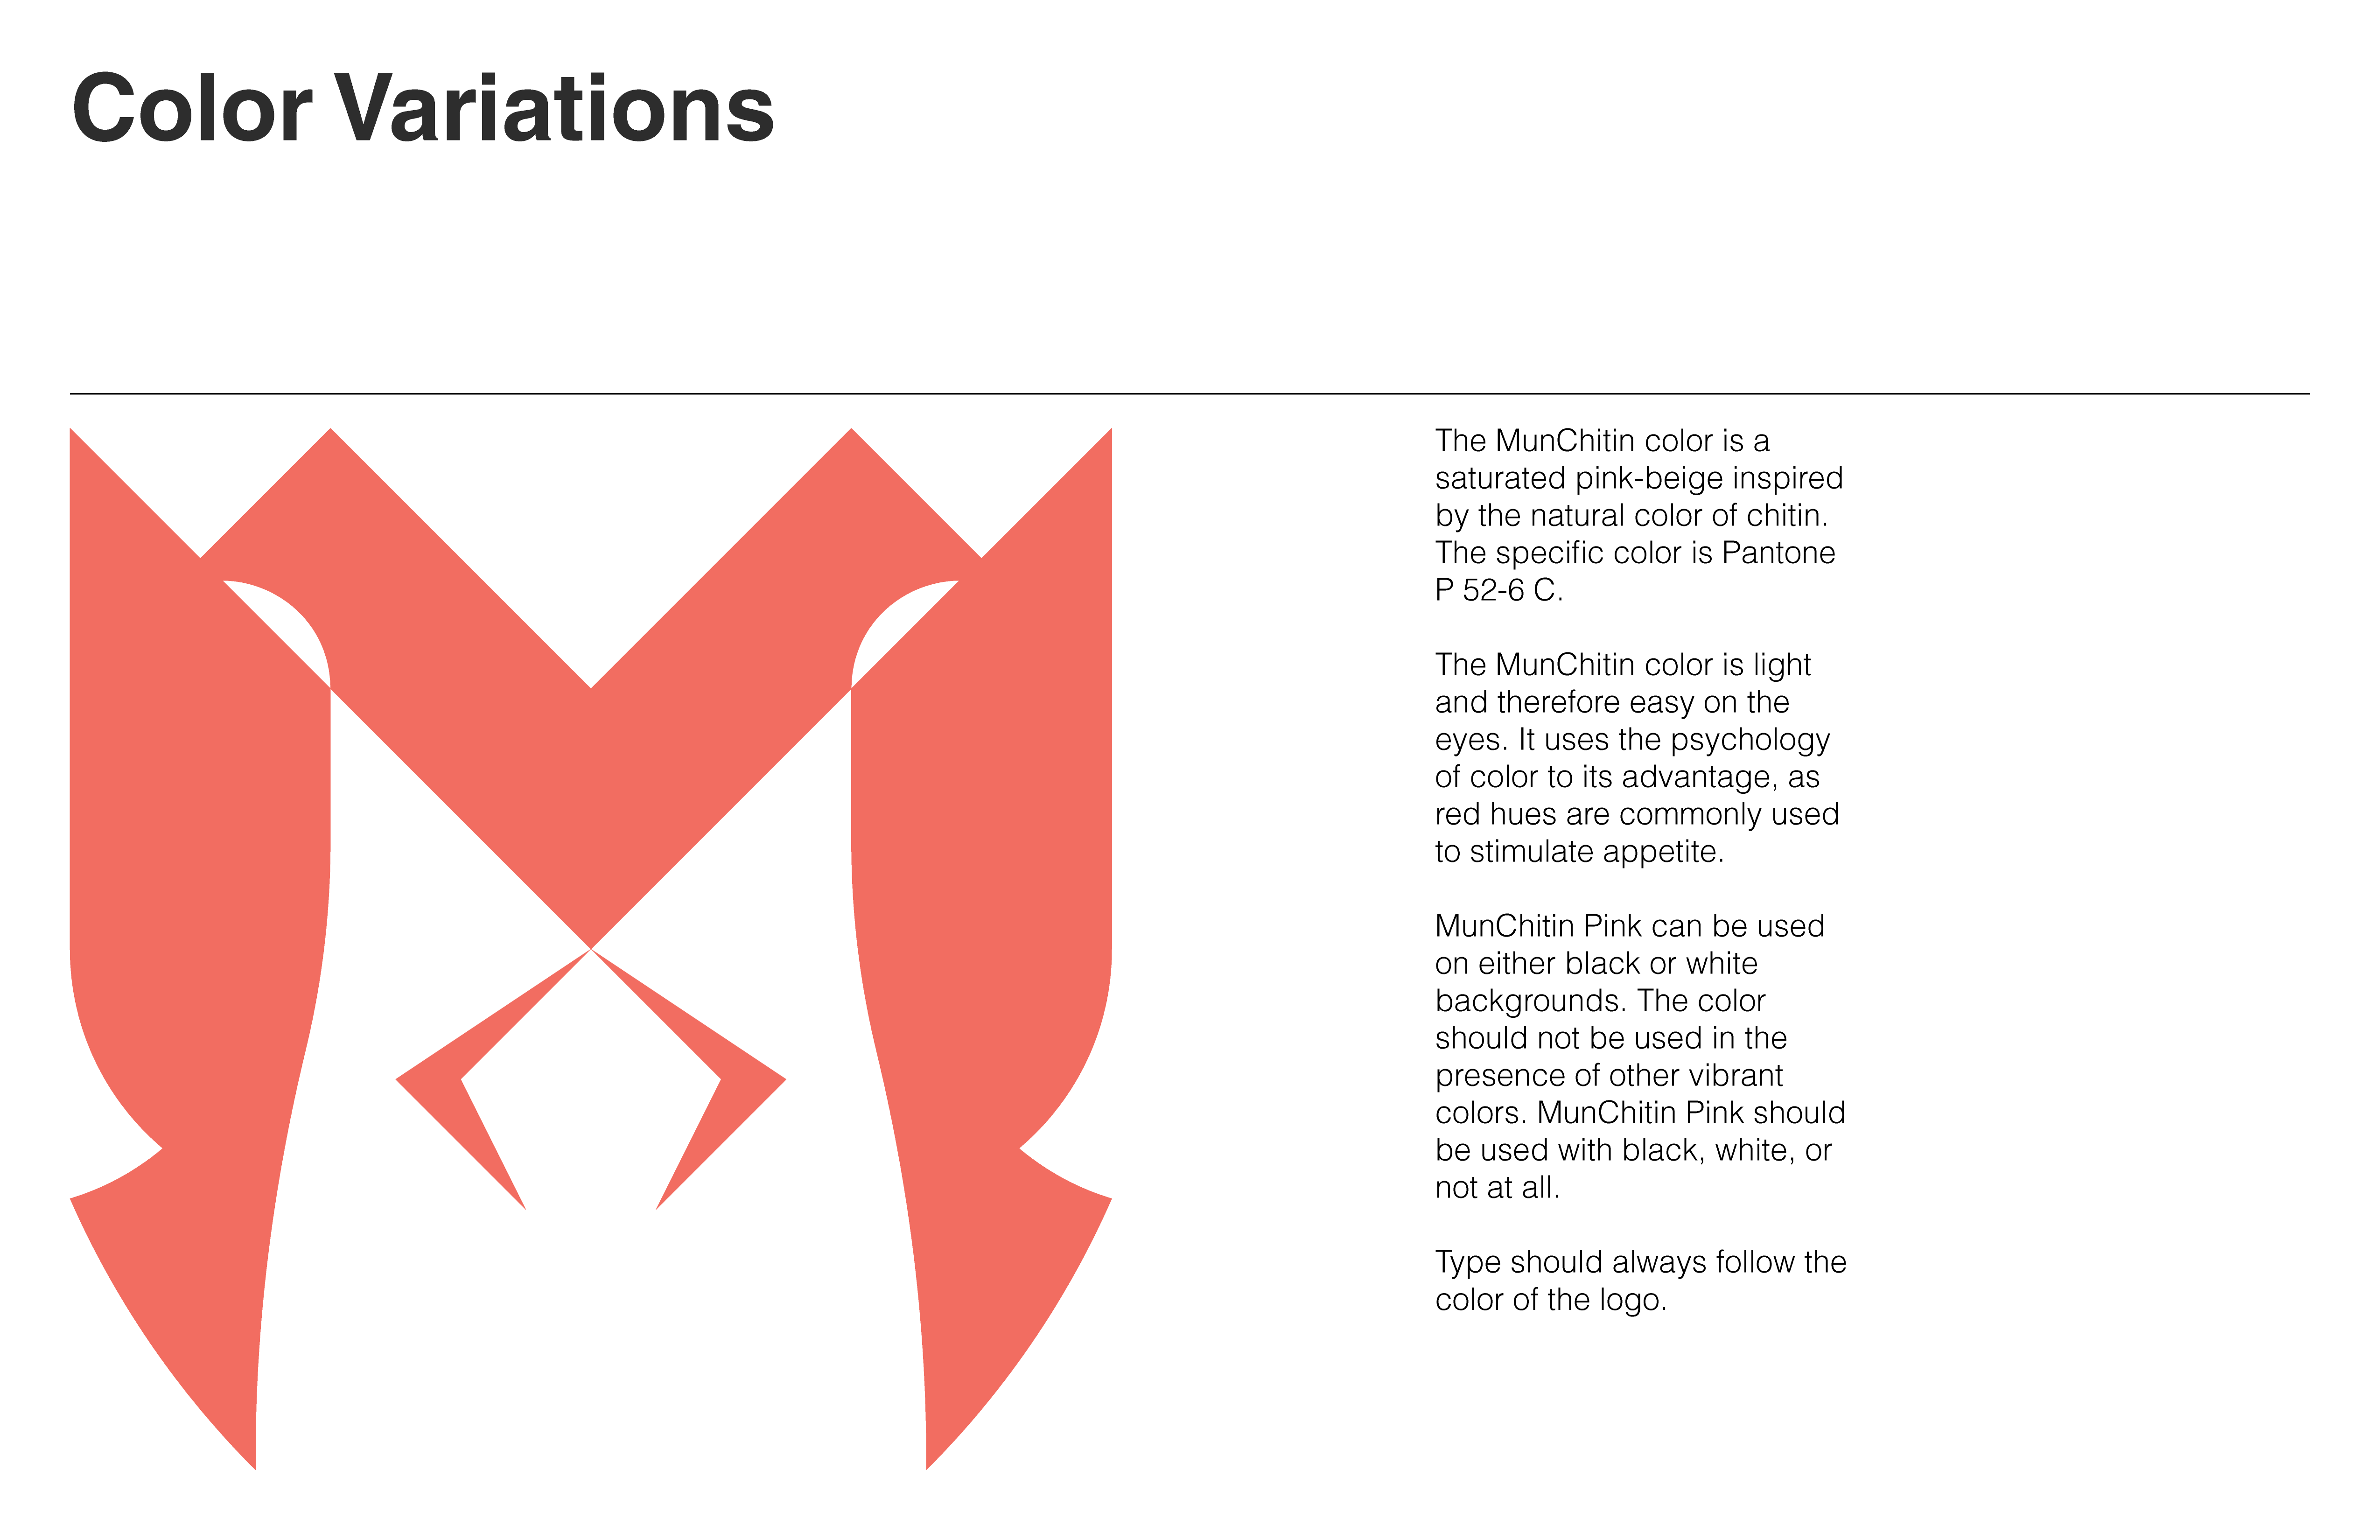 Color Variations
The MunChitin color is a
saturated pink-beige inspired
by the natural color of chitin.
The specific color is Pantone
P 52-6 C.
The MunChitin color is light
and therefore easy on the
eyes. It uses the psychology
of color to its advantage, as
red hues are commonly used
to stimulate appetite.
MunChitin Pink can be used
on either black or white
backgrounds. The color
should not be used in the
presence of other vibrant
colors. MunChitin Pink should
be used with black, white, or
not at all.
Type should always follow the
color of the logo.